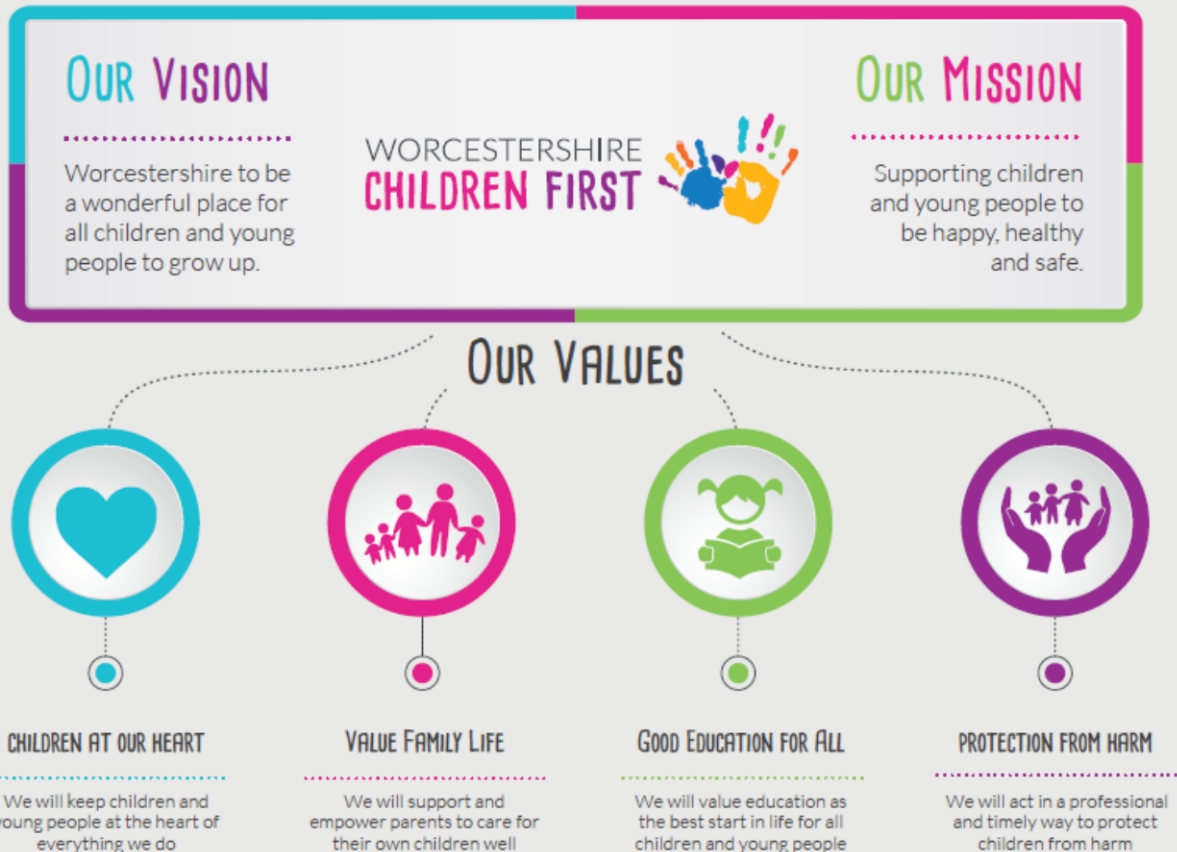 OUR VISION
Worcestershire to be
a wonderful place for
all children and young
people to grow up.
WORCESTERSHIRE
CHILDREN FIRST
OUR MISSION
Supporting children
and young people to
be happy, healthy
and safe.
OUR VALUES
CHILDREN AT OUR HEART
We will keep children and
young people at the heart of
everything we do
VALUE FAMILY LIFE
We will support and
empower parents to care for
their own children well
GOOD EDUCATION FOR ALL
We will value education as
the best start in life for all
children and young people
PROTECTION FROM HARM
We will act in a professional
and timely way to protect
children from harm